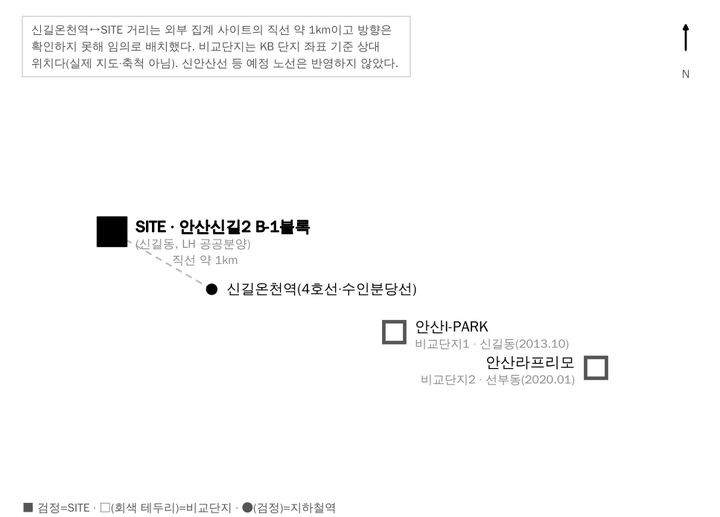 신길온천역↔SITE 거리는 외부 집계 사이트의 직선 약 1km이고 방향은
확인하지 못해 임의로 배치했다. 비교단지는 KB 단지 좌표 기준 상대
위치다(실제 지도·축척 아님). 신안산선 등 예정 노선은 반영하지 않았다.
N
SITE · 안산신길2 B-1블록
(신길동, LH 공공분양)
직선 약 1km
신길온천역(4호선·수인분당선)
안산I-PARK
비교단지1 · 신길동(2013.10)
안산라프리모
비교단지2 · 선부동(2020.01)
■ 검정=SITE · □(회색 테두리)=비교단지 · ●(검정)=지하철역